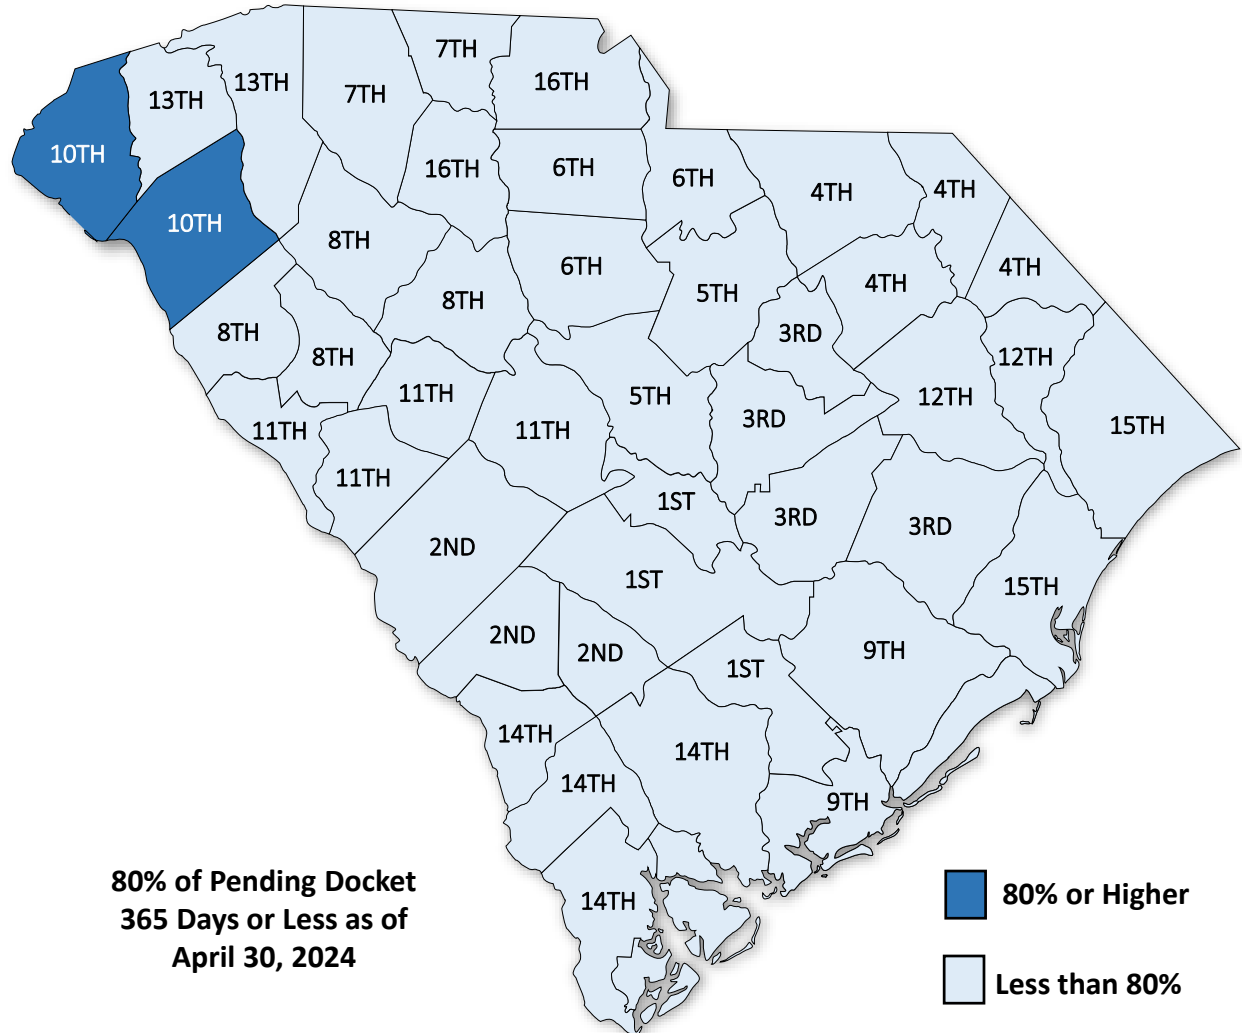 7TH
16TH
13TH
13TH
7TH
10TH
16TH
6TH
6TH
4TH
4TH
10TH
8TH
6TH
4TH
8TH
5TH
4TH
8TH
8TH
3RD
12TH
11TH
5TH
12TH
11TH
11TH
3RD
15TH
11TH
1ST
3RD
3RD
2ND
1ST
15TH
2ND
2ND
1ST
9TH
14TH
14TH
14TH
9TH
14TH
80% of Pending Docket
365 Days or Less as of
April 30, 2024
80% or Higher
Less than 80%